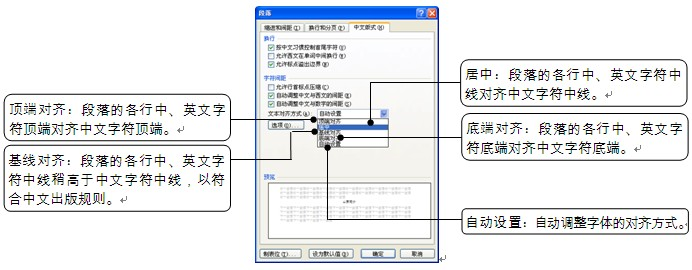 段落
缩进和间距(I) 换行和分页(P) 中文版式(H)
换行
按中文习惯控制首尾字符(U)
允许西文在单词中间换行(W)
允许标点溢出边界(N)
字符间距
允许行首标点压缩(L)
自动调整中文与西文的间距(E)
自动调整中文与数字的间距(S)
文本对齐方式(A): 自动设置
选项(O)...
顶端对齐
居中
基线对齐
底端对齐
自动设置
预览
制表位(T)... 设为默认值(D) 确定 取消
顶端对齐：段落的各行中、英文字
符顶端对齐中文字符顶端。
基线对齐：段落的各行中、英文字
符中线稍高于中文字符中线，以符
合中文出版规则。
居中：段落的各行中、英文字符中
线对齐中文字符中线。
底端对齐：段落的各行中、英文字
符底端对齐中文字符底端。
自动设置：自动调整字体的对齐方式。